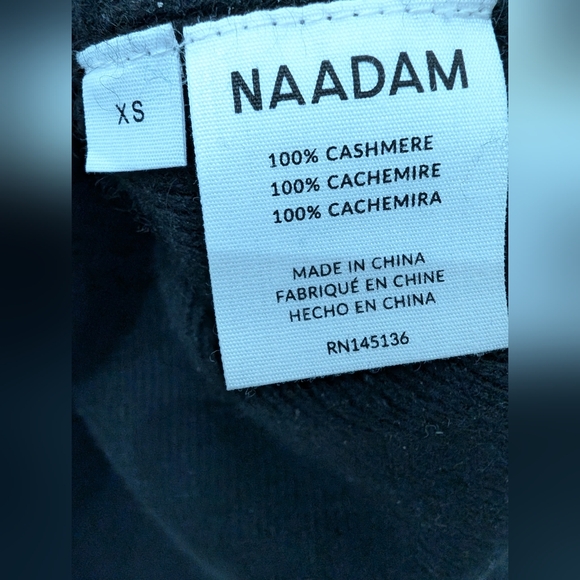 XS
NAADAM
100% CASHMERE
100% CACHEMIRE
100% CACHEMIRA
MADE IN CHINA
FABRIQUÉ EN CHINE
HECHO EN CHINA
RN145136